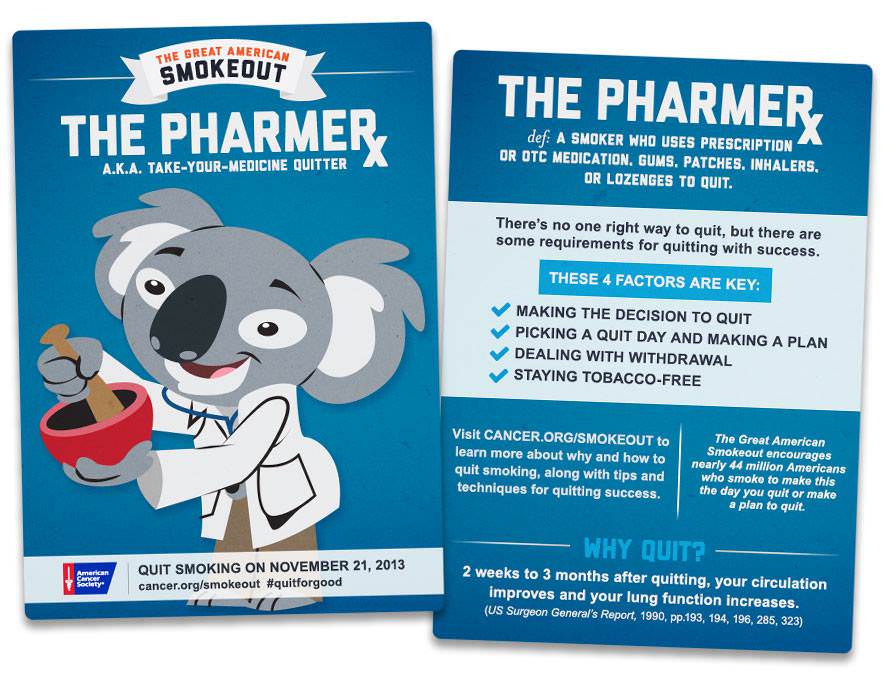 THE GREAT AMERICAN
SMOKEOUT
THE PHARMERx
A.K.A. TAKE-YOUR-MEDICINE QUITTER
American
Cancer
Society®
QUIT SMOKING ON NOVEMBER 21, 2013
cancer.org/smokeout #quitforgood
THE PHARMERx
def: A SMOKER WHO USES PRESCRIPTION
OR OTC MEDICATION, GUMS, PATCHES, INHALERS,
OR LOZENGES TO QUIT.
There's no one right way to quit, but there are
some requirements for quitting with success.
THESE 4 FACTORS ARE KEY:
MAKING THE DECISION TO QUIT
PICKING A QUIT DAY AND MAKING A PLAN
DEALING WITH WITHDRAWAL
STAYING TOBACCO-FREE
Visit CANCER.ORG/SMOKEOUT to
learn more about why and how to
quit smoking, along with tips and
techniques for quitting success.
The Great American
Smokeout encourages
nearly 44 million Americans
who smoke to make this
the day you quit or make
a plan to quit.
WHY QUIT?
2 weeks to 3 months after quitting, your circulation
improves and your lung function increases.
(US Surgeon General's Report, 1990, pp.193, 194, 196, 285, 323)